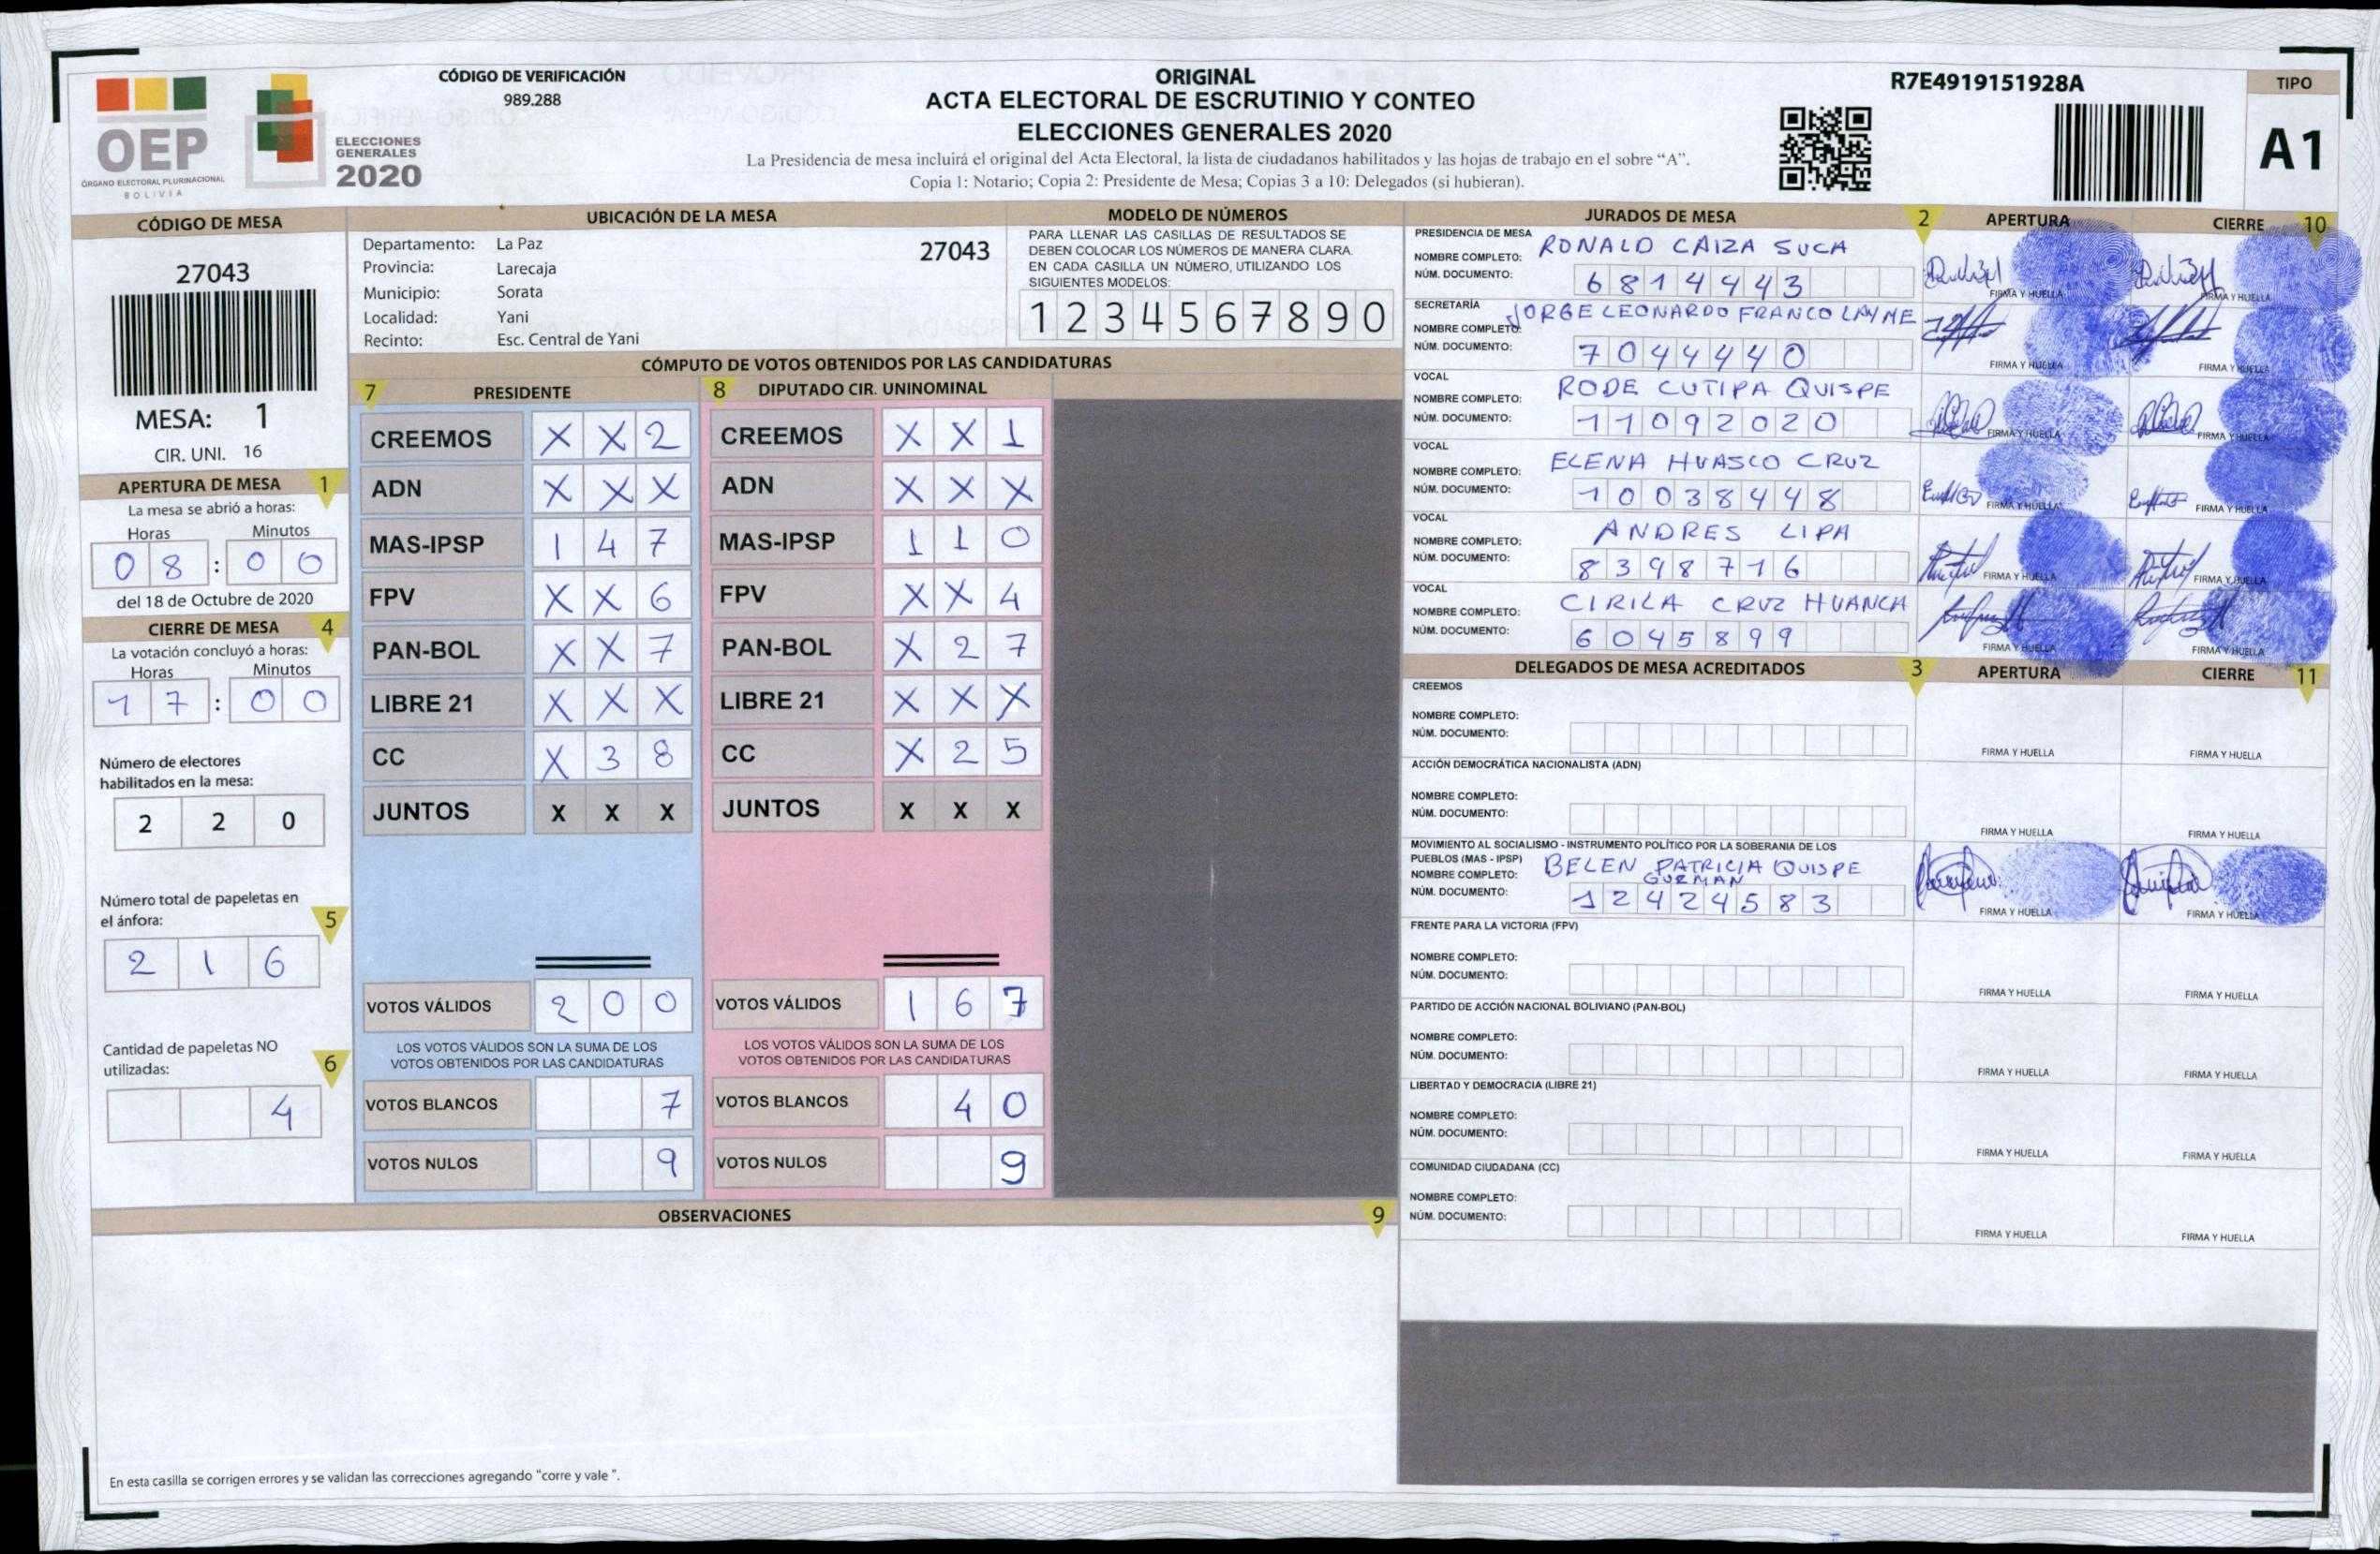 OEP
ÓRGANO ELECTORAL PLURINACIONAL
BOLIVIA
ELECCIONES
GENERALES
2020
CÓDIGO DE VERIFICACIÓN
989.288
ORIGINAL
ACTA ELECTORAL DE ESCRUTINIO Y CONTEO
ELECCIONES GENERALES 2020
La Presidencia de mesa incluirá el original del Acta Electoral, la lista de ciudadanos habilitados y las hojas de trabajo en el sobre “A”.
Copia 1: Notario; Copia 2: Presidente de Mesa; Copias 3 a 10: Delegados (si hubieran).
R7E4919151928A
TIPO
A1
CÓDIGO DE MESA
27043
MESA: 1
CIR. UNI. 16
APERTURA DE MESA 1
La mesa se abrió a horas:
Horas Minutos
08 : 00
del 18 de Octubre de 2020
CIERRE DE MESA 4
La votación concluyó a horas:
Horas Minutos
17 : 00
Número de electores
habilitados en la mesa:
2 2 0
Número total de papeletas en
el ánfora: 5
2 1 6
Cantidad de papeletas NO
utilizadas: 6
4
UBICACIÓN DE LA MESA
Departamento: La Paz 27043
Provincia: Larecaja
Municipio: Sorata
Localidad: Yani
Recinto: Esc. Central de Yani
MODELO DE NÚMEROS
PARA LLENAR LAS CASILLAS DE RESULTADOS SE
DEBEN COLOCAR LOS NÚMEROS DE MANERA CLARA.
EN CADA CASILLA UN NÚMERO, UTILIZANDO LOS
SIGUIENTES MODELOS:
1 2 3 4 5 6 7 8 9 0
CÓMPUTO DE VOTOS OBTENIDOS POR LAS CANDIDATURAS
7 PRESIDENTE
CREEMOS X X 2
ADN X X X
MAS-IPSP 1 4 7
FPV X X 6
PAN-BOL X X 7
LIBRE 21 X X X
CC X 3 8
JUNTOS X X X
VOTOS VÁLIDOS 2 0 0
LOS VOTOS VÁLIDOS SON LA SUMA DE LOS
VOTOS OBTENIDOS POR LAS CANDIDATURAS
VOTOS BLANCOS 7
VOTOS NULOS 9
8 DIPUTADO CIR. UNINOMINAL
CREEMOS X X 1
ADN X X X
MAS-IPSP 1 1 0
FPV X X 4
PAN-BOL X 2 7
LIBRE 21 X X X
CC X 2 5
JUNTOS X X X
VOTOS VÁLIDOS 1 6 7
LOS VOTOS VÁLIDOS SON LA SUMA DE LOS
VOTOS OBTENIDOS POR LAS CANDIDATURAS
VOTOS BLANCOS 4 0
VOTOS NULOS 9
OBSERVACIONES 9
En esta casilla se corrigen errores y se validan las correcciones agregando "corre y vale ".
JURADOS DE MESA 2 APERTURA CIERRE 10
PRESIDENCIA DE MESA
NOMBRE COMPLETO: RONALD CAIZA SUCA
NÚM. DOCUMENTO: 6814443
FIRMA Y HUELLA FIRMA Y HUELLA
SECRETARÍA
NOMBRE COMPLETO: JORGE LEONARDO FRANCO LAYME
NÚM. DOCUMENTO: 7044440
FIRMA Y HUELLA FIRMA Y HUELLA
VOCAL
NOMBRE COMPLETO: RODE CUTIPA QUISPE
NÚM. DOCUMENTO: 11092020
FIRMA Y HUELLA FIRMA Y HUELLA
VOCAL
NOMBRE COMPLETO: ELENA HUASCO CRUZ
NÚM. DOCUMENTO: 10038448
FIRMA Y HUELLA FIRMA Y HUELLA
VOCAL
NOMBRE COMPLETO: ANDRES LIPA
NÚM. DOCUMENTO: 8398716
FIRMA Y HUELLA FIRMA Y HUELLA
VOCAL
NOMBRE COMPLETO: CIRILA CRUZ HUANCA
NÚM. DOCUMENTO: 6045899
FIRMA Y HUELLA FIRMA Y HUELLA
DELEGADOS DE MESA ACREDITADOS 3 APERTURA CIERRE 11
CREEMOS
NOMBRE COMPLETO:
NÚM. DOCUMENTO:
FIRMA Y HUELLA FIRMA Y HUELLA
ACCIÓN DEMOCRÁTICA NACIONALISTA (ADN)
NOMBRE COMPLETO:
NÚM. DOCUMENTO:
FIRMA Y HUELLA FIRMA Y HUELLA
MOVIMIENTO AL SOCIALISMO - INSTRUMENTO POLÍTICO POR LA SOBERANIA DE LOS
PUEBLOS (MAS - IPSP)
NOMBRE COMPLETO: BELEN PATRICIA QUISPE
GUZMAN
NÚM. DOCUMENTO: 12424583
FIRMA Y HUELLA FIRMA Y HUELLA
FRENTE PARA LA VICTORIA (FPV)
NOMBRE COMPLETO:
NÚM. DOCUMENTO:
FIRMA Y HUELLA FIRMA Y HUELLA
PARTIDO DE ACCIÓN NACIONAL BOLIVIANO (PAN-BOL)
NOMBRE COMPLETO:
NÚM. DOCUMENTO:
FIRMA Y HUELLA FIRMA Y HUELLA
LIBERTAD Y DEMOCRACIA (LIBRE 21)
NOMBRE COMPLETO:
NÚM. DOCUMENTO:
FIRMA Y HUELLA FIRMA Y HUELLA
COMUNIDAD CIUDADANA (CC)
NOMBRE COMPLETO:
NÚM. DOCUMENTO:
FIRMA Y HUELLA FIRMA Y HUELLA